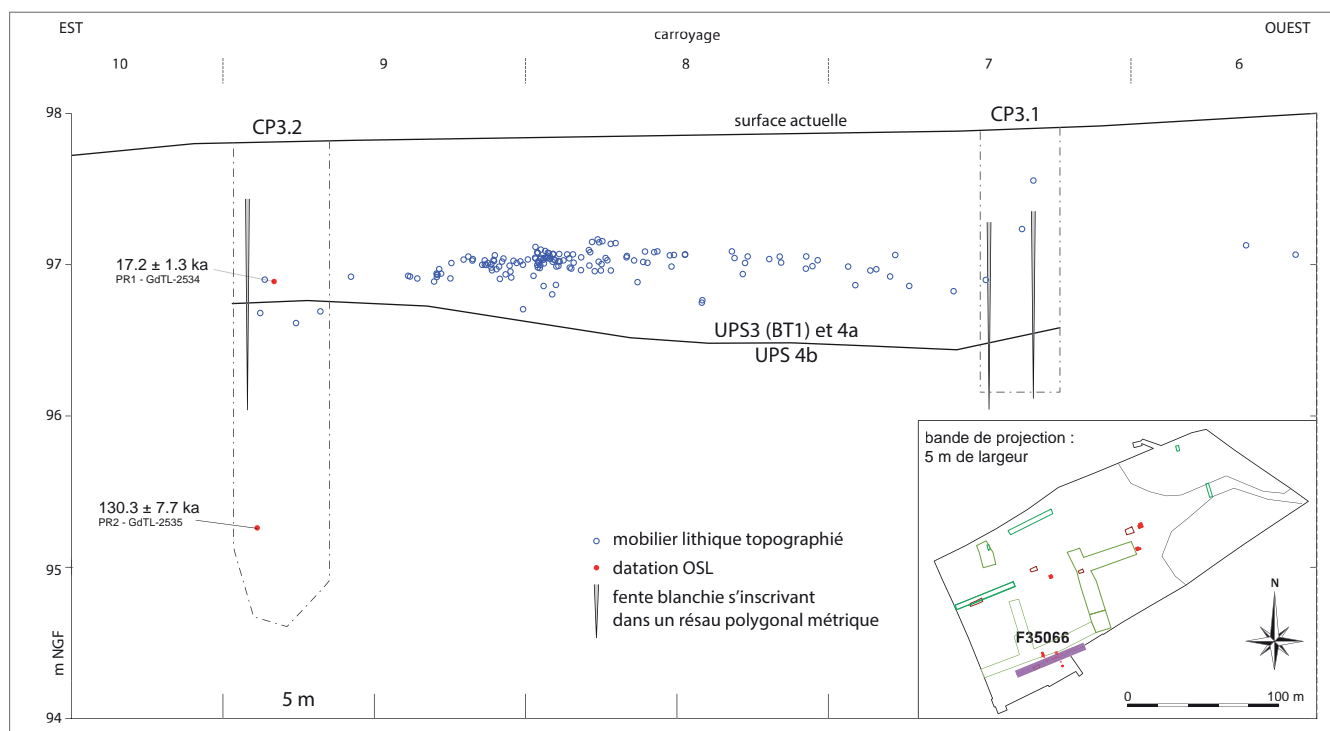 EST
carroyage
OUEST
10
9
8
7
6
98
CP3.2
surface actuelle
CP3.1
97
17.2 ± 1.3 ka
PR1 - GdTL-2534
UPS3 (BT1) et 4a
UPS 4b
96
130.3 ± 7.7 ka
PR2 - GdTL-2535
95
m NGF
94
5 m
mobilier lithique topographié
datation OSL
fente blanchie s'inscrivant
dans un résau polygonal métrique
bande de projection :
5 m de largeur
F35066
N
0
100 m